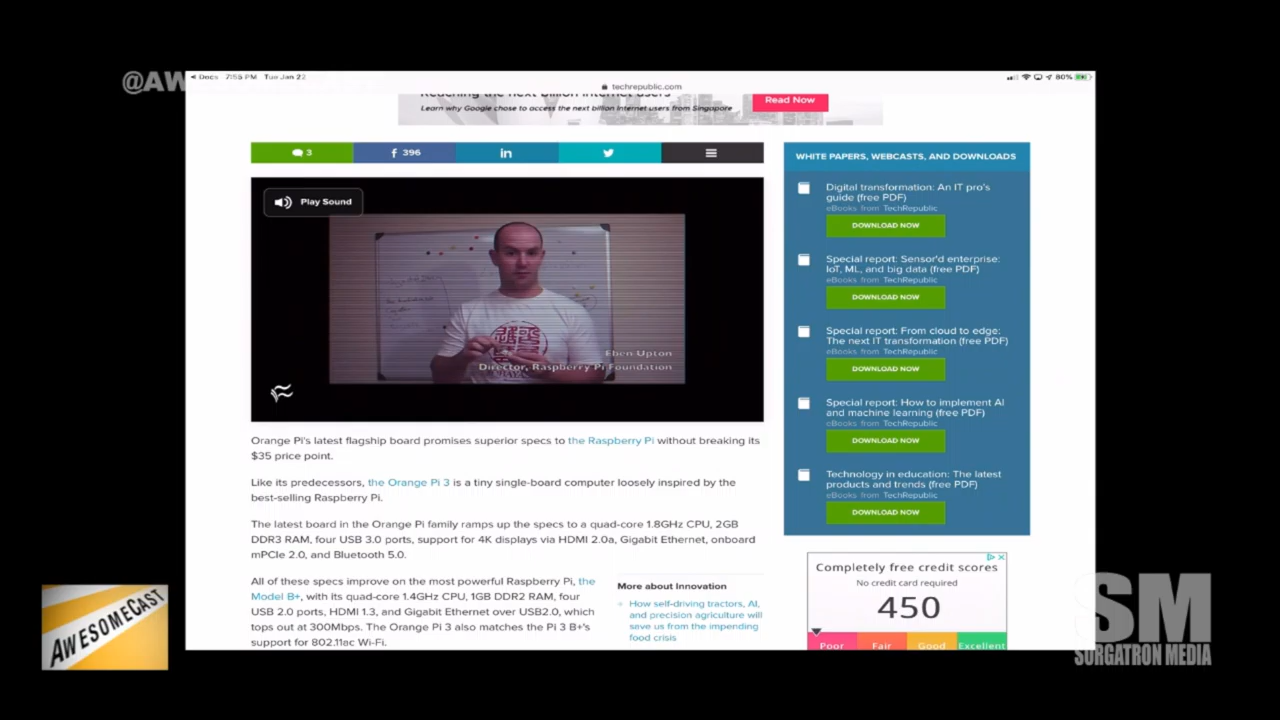 @AW
Docs 7:55 PM Tue Jan 22
80%
techrepublic.com
Reaching the next billion internet users
Learn why Google chose to access the next billion Internet users from Singapore
Read Now
3
396
Play Sound
Eben Upton
Director, Raspberry Pi Foundation
Orange Pi's latest flagship board promises superior specs to the Raspberry Pi without breaking its
$35 price point.
Like its predecessors, the Orange Pi 3 is a tiny single-board computer loosely inspired by the
best-selling Raspberry Pi.
The latest board in the Orange Pi family ramps up the specs to a quad-core 1.8GHz CPU, 2GB
DDR3 RAM, four USB 3.0 ports, support for 4K displays via HDMI 2.0a, Gigabit Ethernet, onboard
mPCIe 2.0, and Bluetooth 5.0.
All of these specs improve on the most powerful Raspberry Pi, the
Model B+, with its quad-core 1.4GHz CPU, 1GB DDR2 RAM, four
USB 2.0 ports, HDMI 1.3, and Gigabit Ethernet over USB2.0, which
tops out at 300Mbps. The Orange Pi 3 also matches the Pi 3 B+'s
support for 802.11ac Wi-Fi.
More about Innovation
How self-driving tractors, AI,
and precision agriculture will
save us from the impending
food crisis
WHITE PAPERS, WEBCASTS, AND DOWNLOADS
Digital transformation: An IT pro's
guide (free PDF)
eBooks from TechRepublic
DOWNLOAD NOW
Special report: Sensor'd enterprise:
IoT, ML, and big data (free PDF)
eBooks from TechRepublic
DOWNLOAD NOW
Special report: From cloud to edge:
The next IT transformation (free PDF)
eBooks from TechRepublic
DOWNLOAD NOW
Special report: How to implement AI
and machine learning (free PDF)
eBooks from TechRepublic
DOWNLOAD NOW
Technology in education: The latest
products and trends (free PDF)
eBooks from TechRepublic
DOWNLOAD NOW
Completely free credit scores
No credit card required
450
Poor Fair Good Excellent
AWESOMECAST
SM
SORGATRON MEDIA